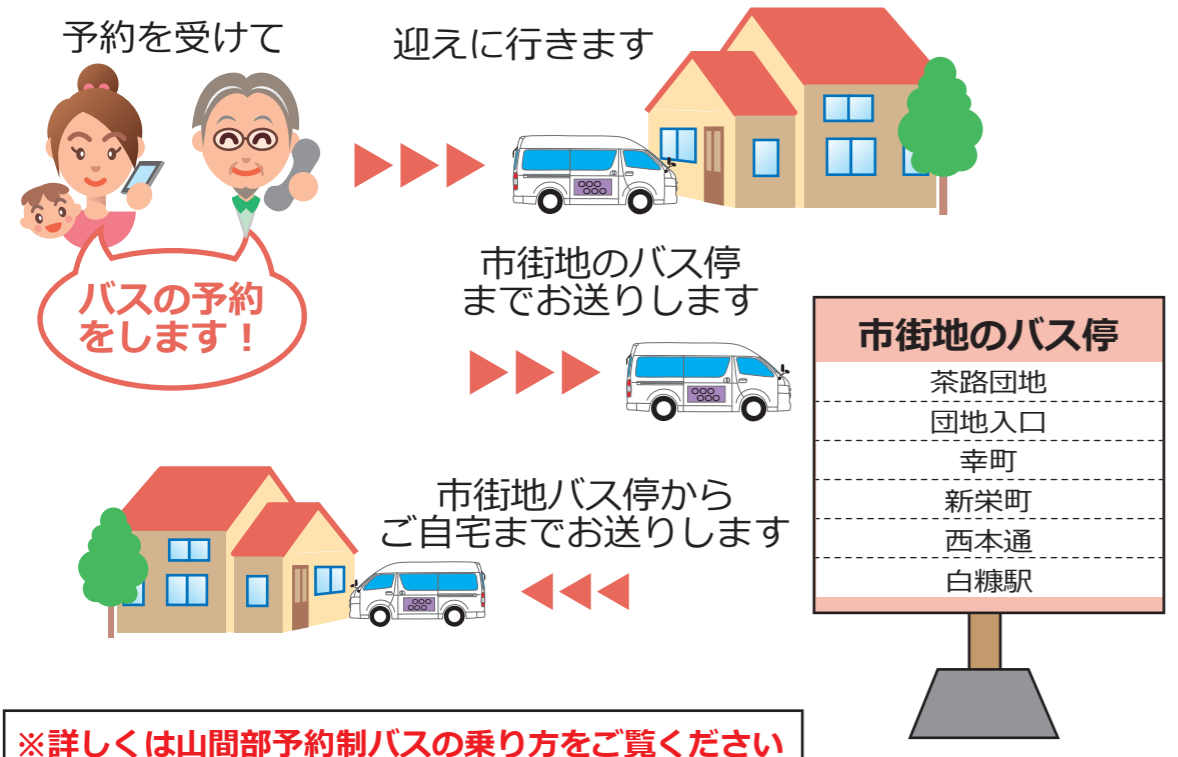 予約を受けて
迎えに行きます
バスの予約
をします！
市街地のバス停
までお送りします
市街地のバス停
茶路団地
団地入口
幸町
新栄町
西本通
白糠駅
市街地バス停から
ご自宅までお送りします
※詳しくは山間部予約制バスの乗り方をご覧ください